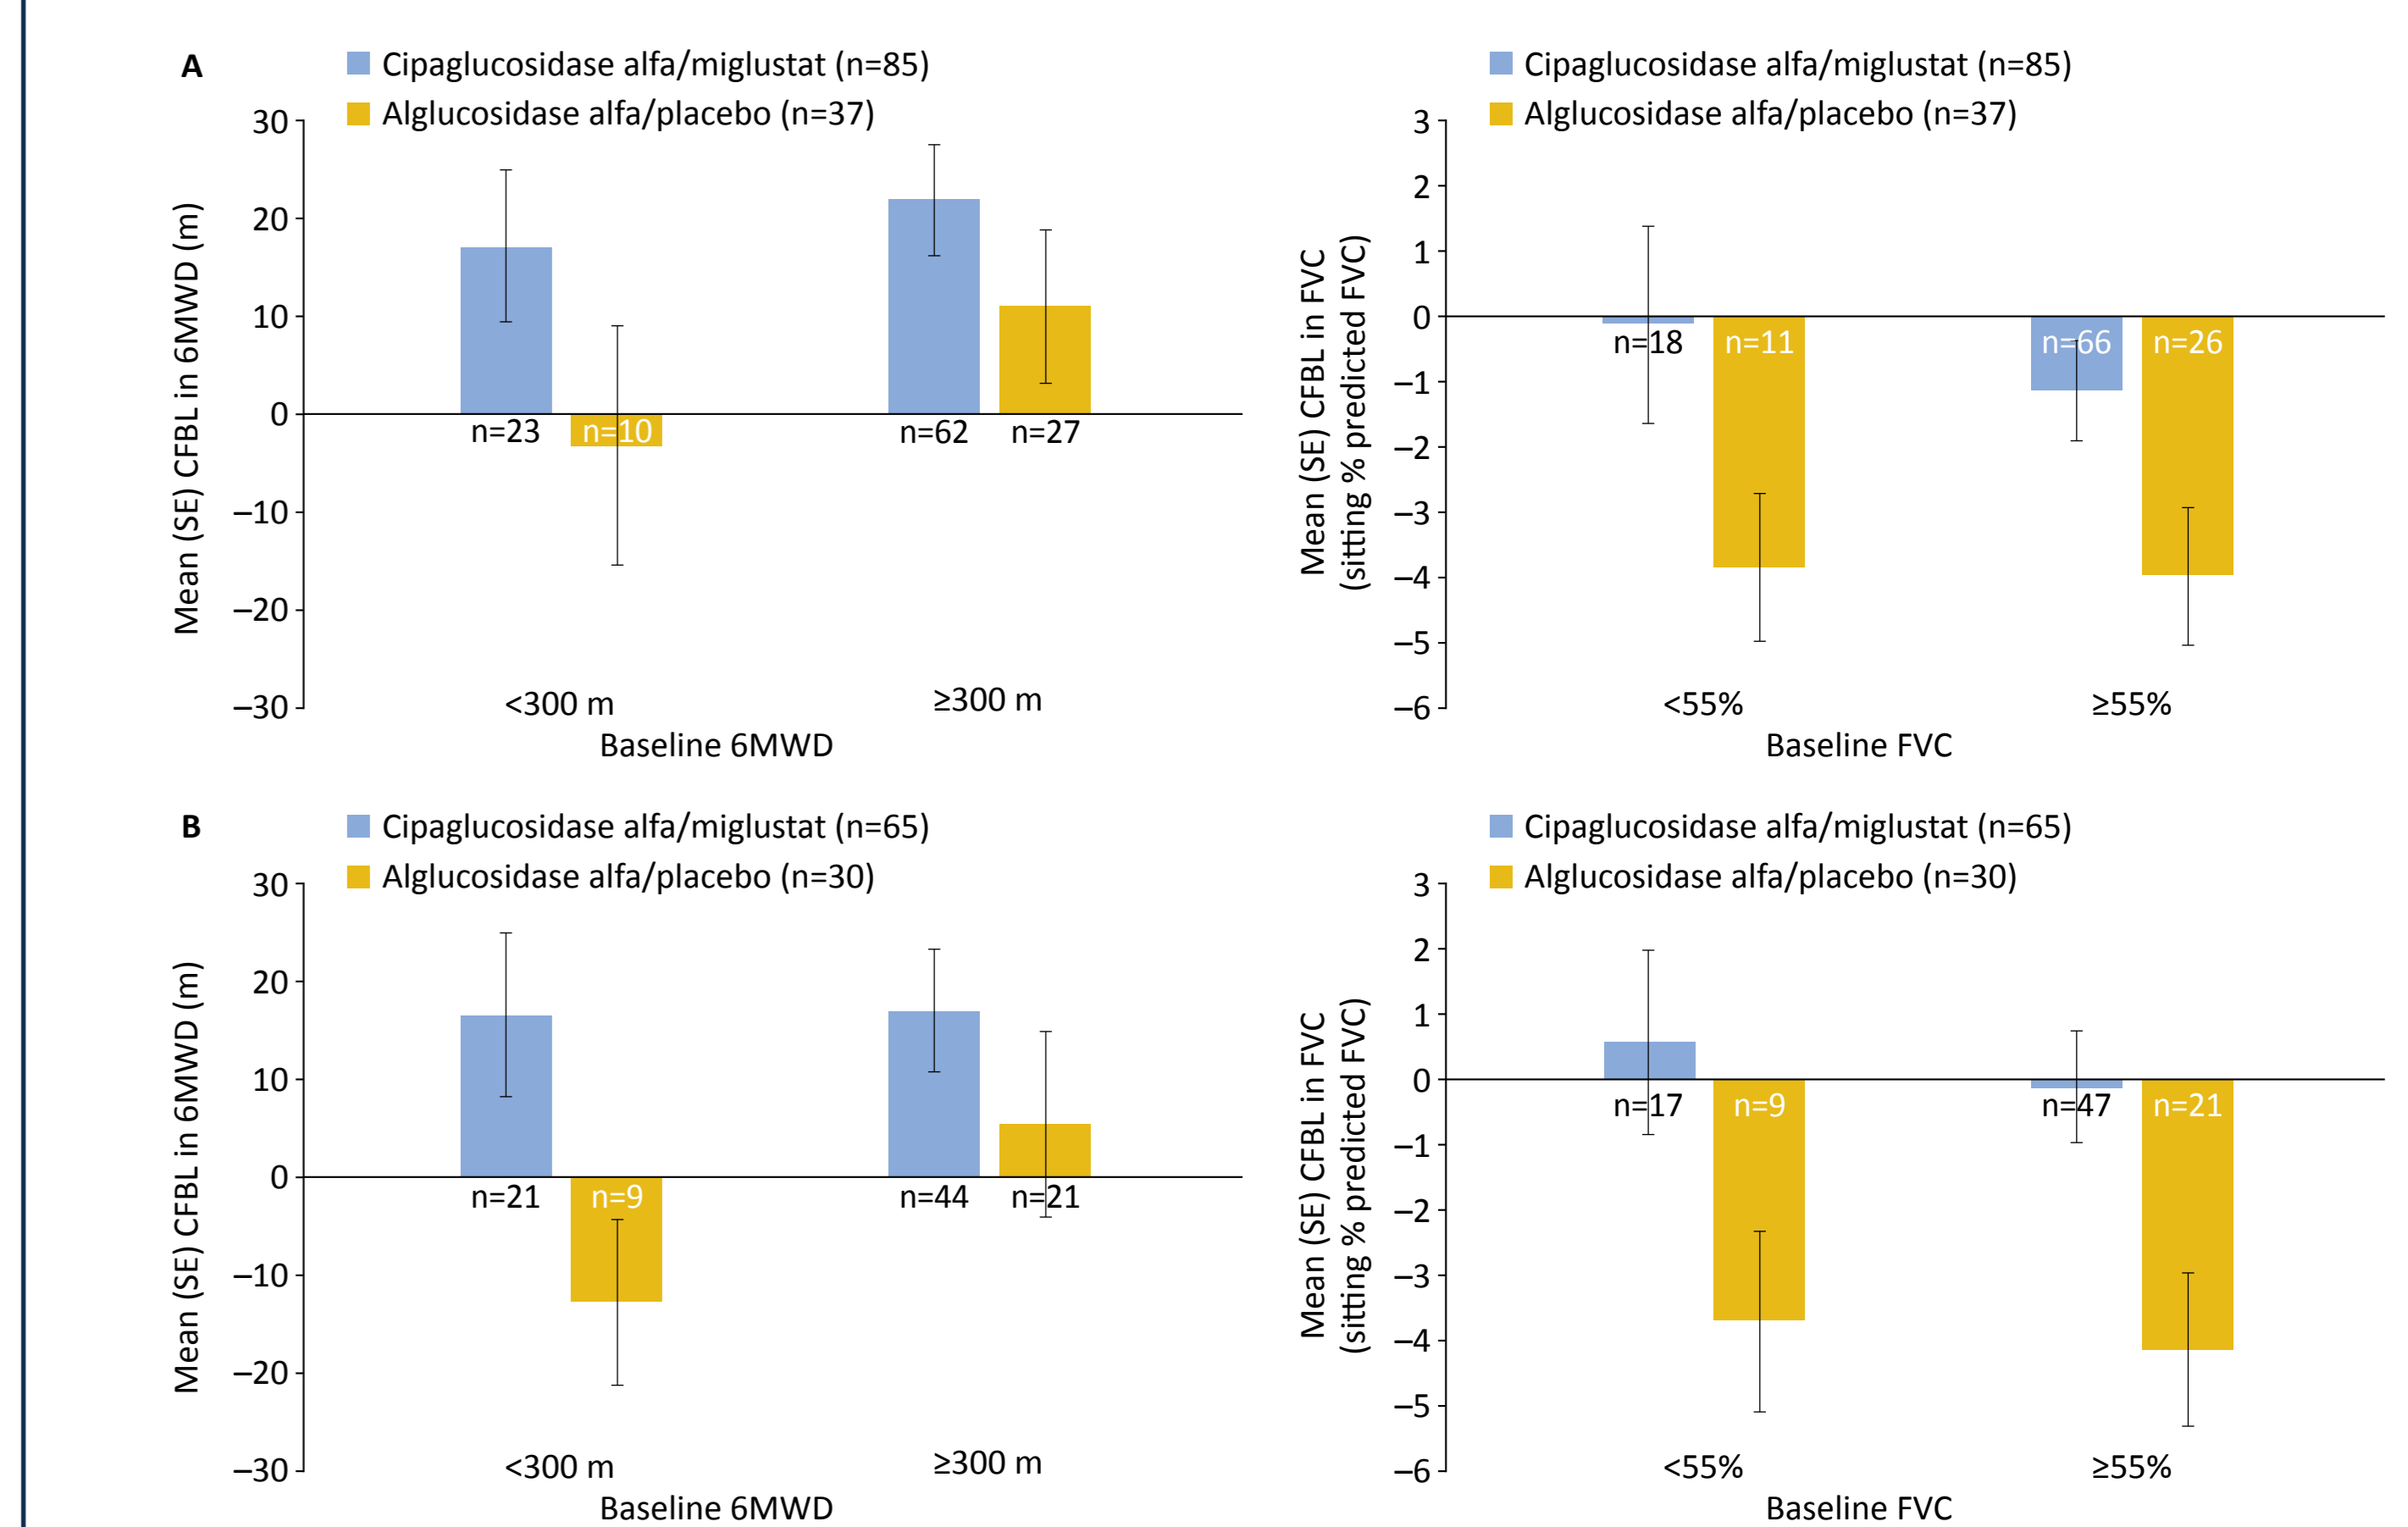 A
Cipaglucosidase alfa/miglustat (n=85)
Alglucosidase alfa/placebo (n=37)
Mean (SE) CFBL in 6MWD (m)
30
20
10
0
–10
–20
–30
n=23
n=10
n=62
n=27
<300 m
≥300 m
Baseline 6MWD
Cipaglucosidase alfa/miglustat (n=85)
Alglucosidase alfa/placebo (n=37)
Mean (SE) CFBL in FVC
(sitting % predicted FVC)
3
2
1
0
–1
–2
–3
–4
–5
–6
n=18
n=11
n=66
n=26
<55%
≥55%
Baseline FVC
B
Cipaglucosidase alfa/miglustat (n=65)
Alglucosidase alfa/placebo (n=30)
Mean (SE) CFBL in 6MWD (m)
30
20
10
0
–10
–20
–30
n=21
n=9
n=44
n=21
<300 m
≥300 m
Baseline 6MWD
Cipaglucosidase alfa/miglustat (n=65)
Alglucosidase alfa/placebo (n=30)
Mean (SE) CFBL in FVC
(sitting % predicted FVC)
3
2
1
0
–1
–2
–3
–4
–5
–6
n=17
n=9
n=47
n=21
<55%
≥55%
Baseline FVC